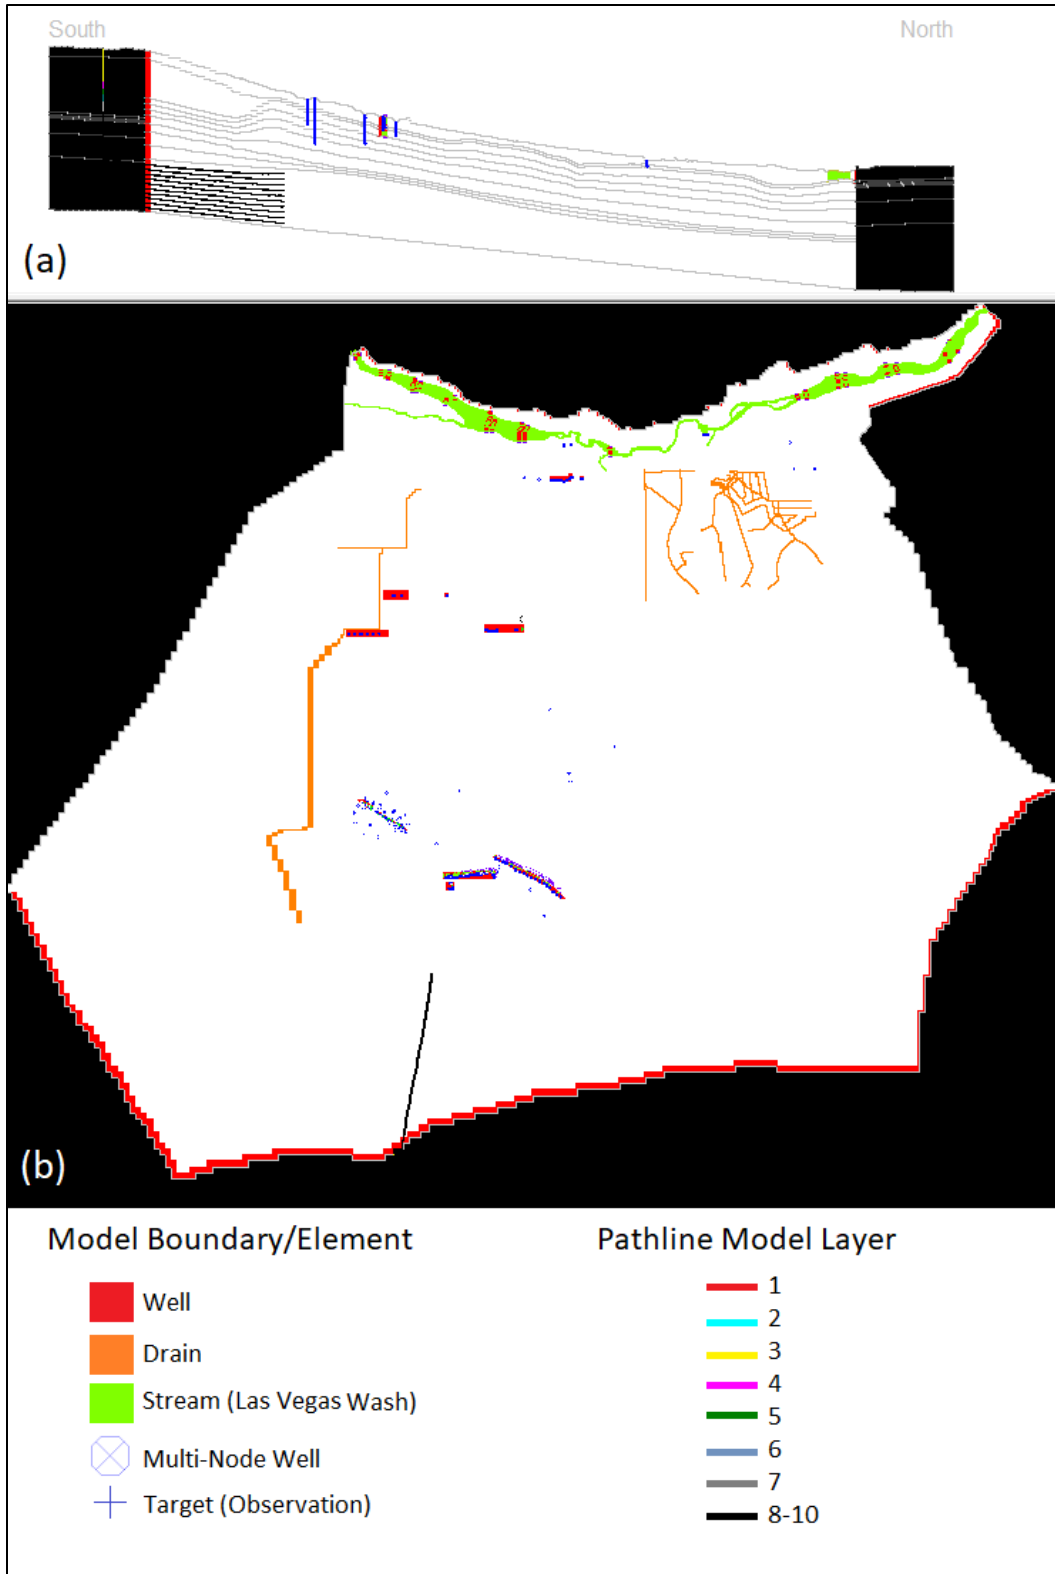 South North
(a)
(b)
Model Boundary/Element
Well
Drain
Stream (Las Vegas Wash)
Multi-Node Well
Target (Observation)
Pathline Model Layer
1
2
3
4
5
6
7
8-10